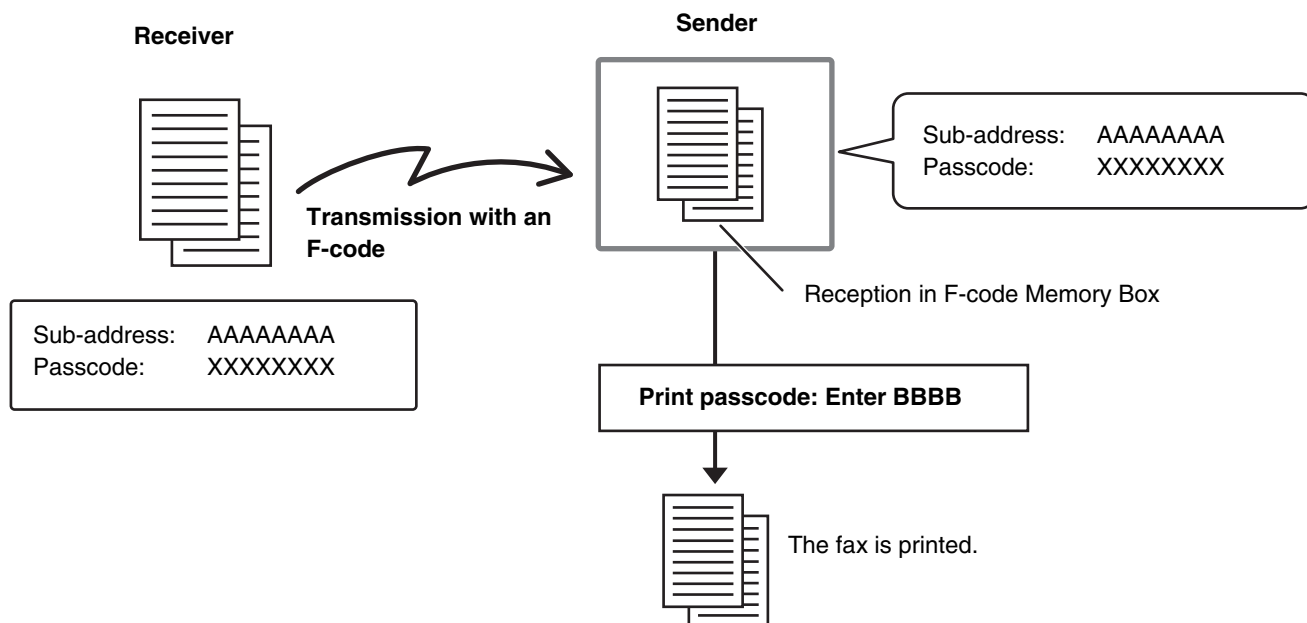 Receiver
Sender
Sub-address: AAAAAAAA
Passcode: XXXXXXXX
Transmission with an
F-code
Reception in F-code Memory Box
Sub-address: AAAAAAAA
Passcode: XXXXXXXX
Print passcode: Enter BBBB
The fax is printed.